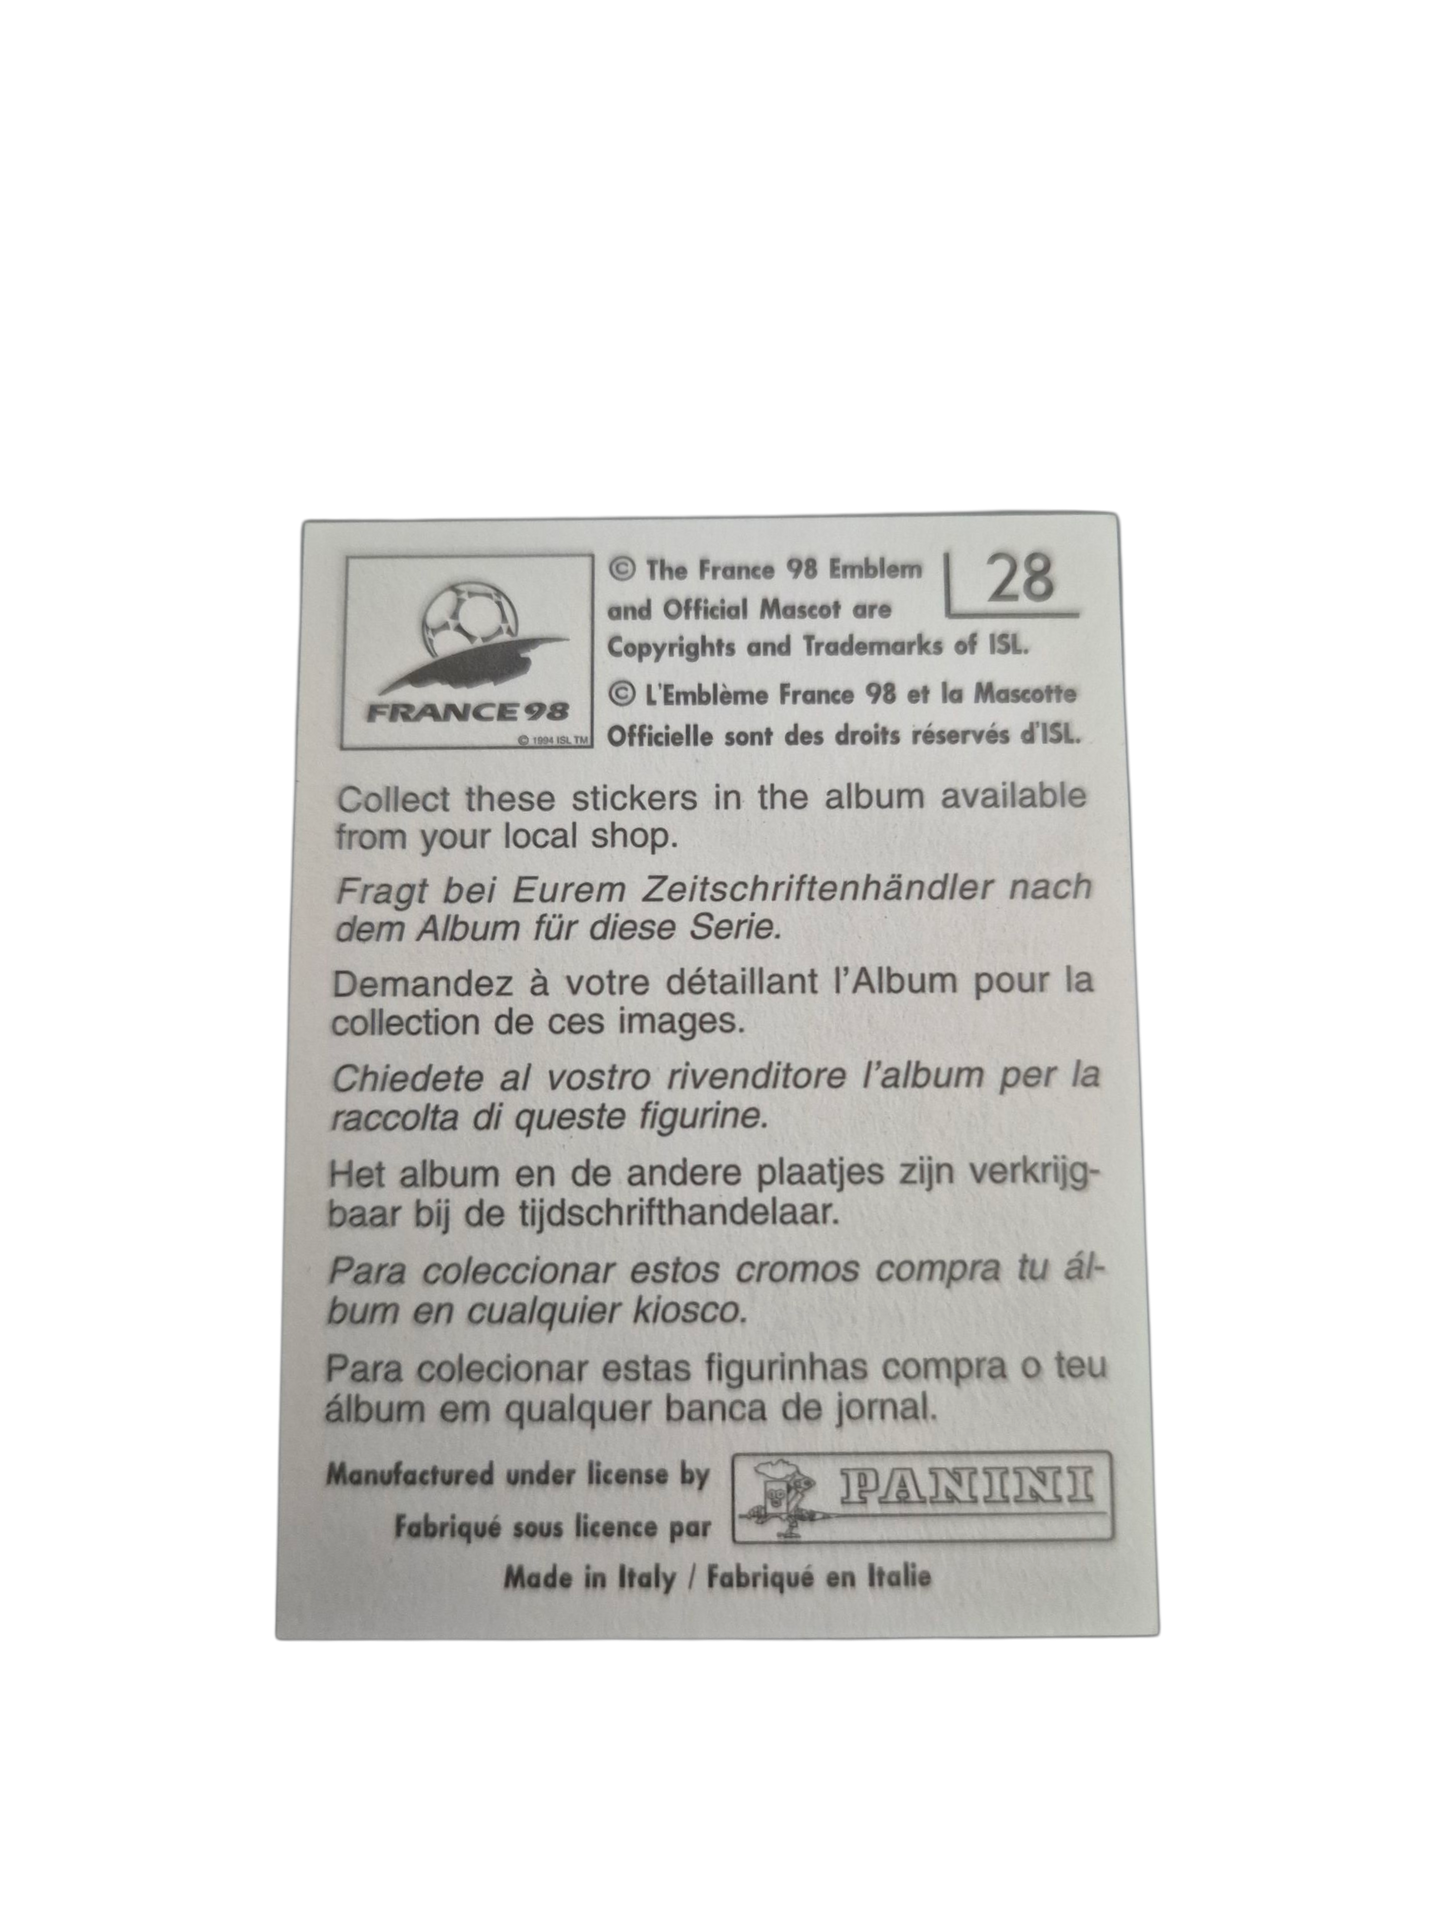 FRANCE 98
© 1994 ISL TM
© The France 98 Emblem
and Official Mascot are
Copyrights and Trademarks of ISL.
© L'Emblème France 98 et la Mascotte
Officielle sont des droits réservés d'ISL.
28
Collect these stickers in the album available
from your local shop.
Fragt bei Eurem Zeitschriftenhändler nach
dem Album für diese Serie.
Demandez à votre détaillant l'Album pour la
collection de ces images.
Chiedete al vostro rivenditore l'album per la
raccolta di queste figurine.
Het album en de andere plaatjes zijn verkrijg-
baar bij de tijdschrifthandelaar.
Para coleccionar estos cromos compra tu ál-
bum en cualquier kiosco.
Para colecionar estas figurinhas compra o teu
álbum em qualquer banca de jornal.
Manufactured under license by
Fabriqué sous licence par
PANINI
Made in Italy / Fabriqué en Italie